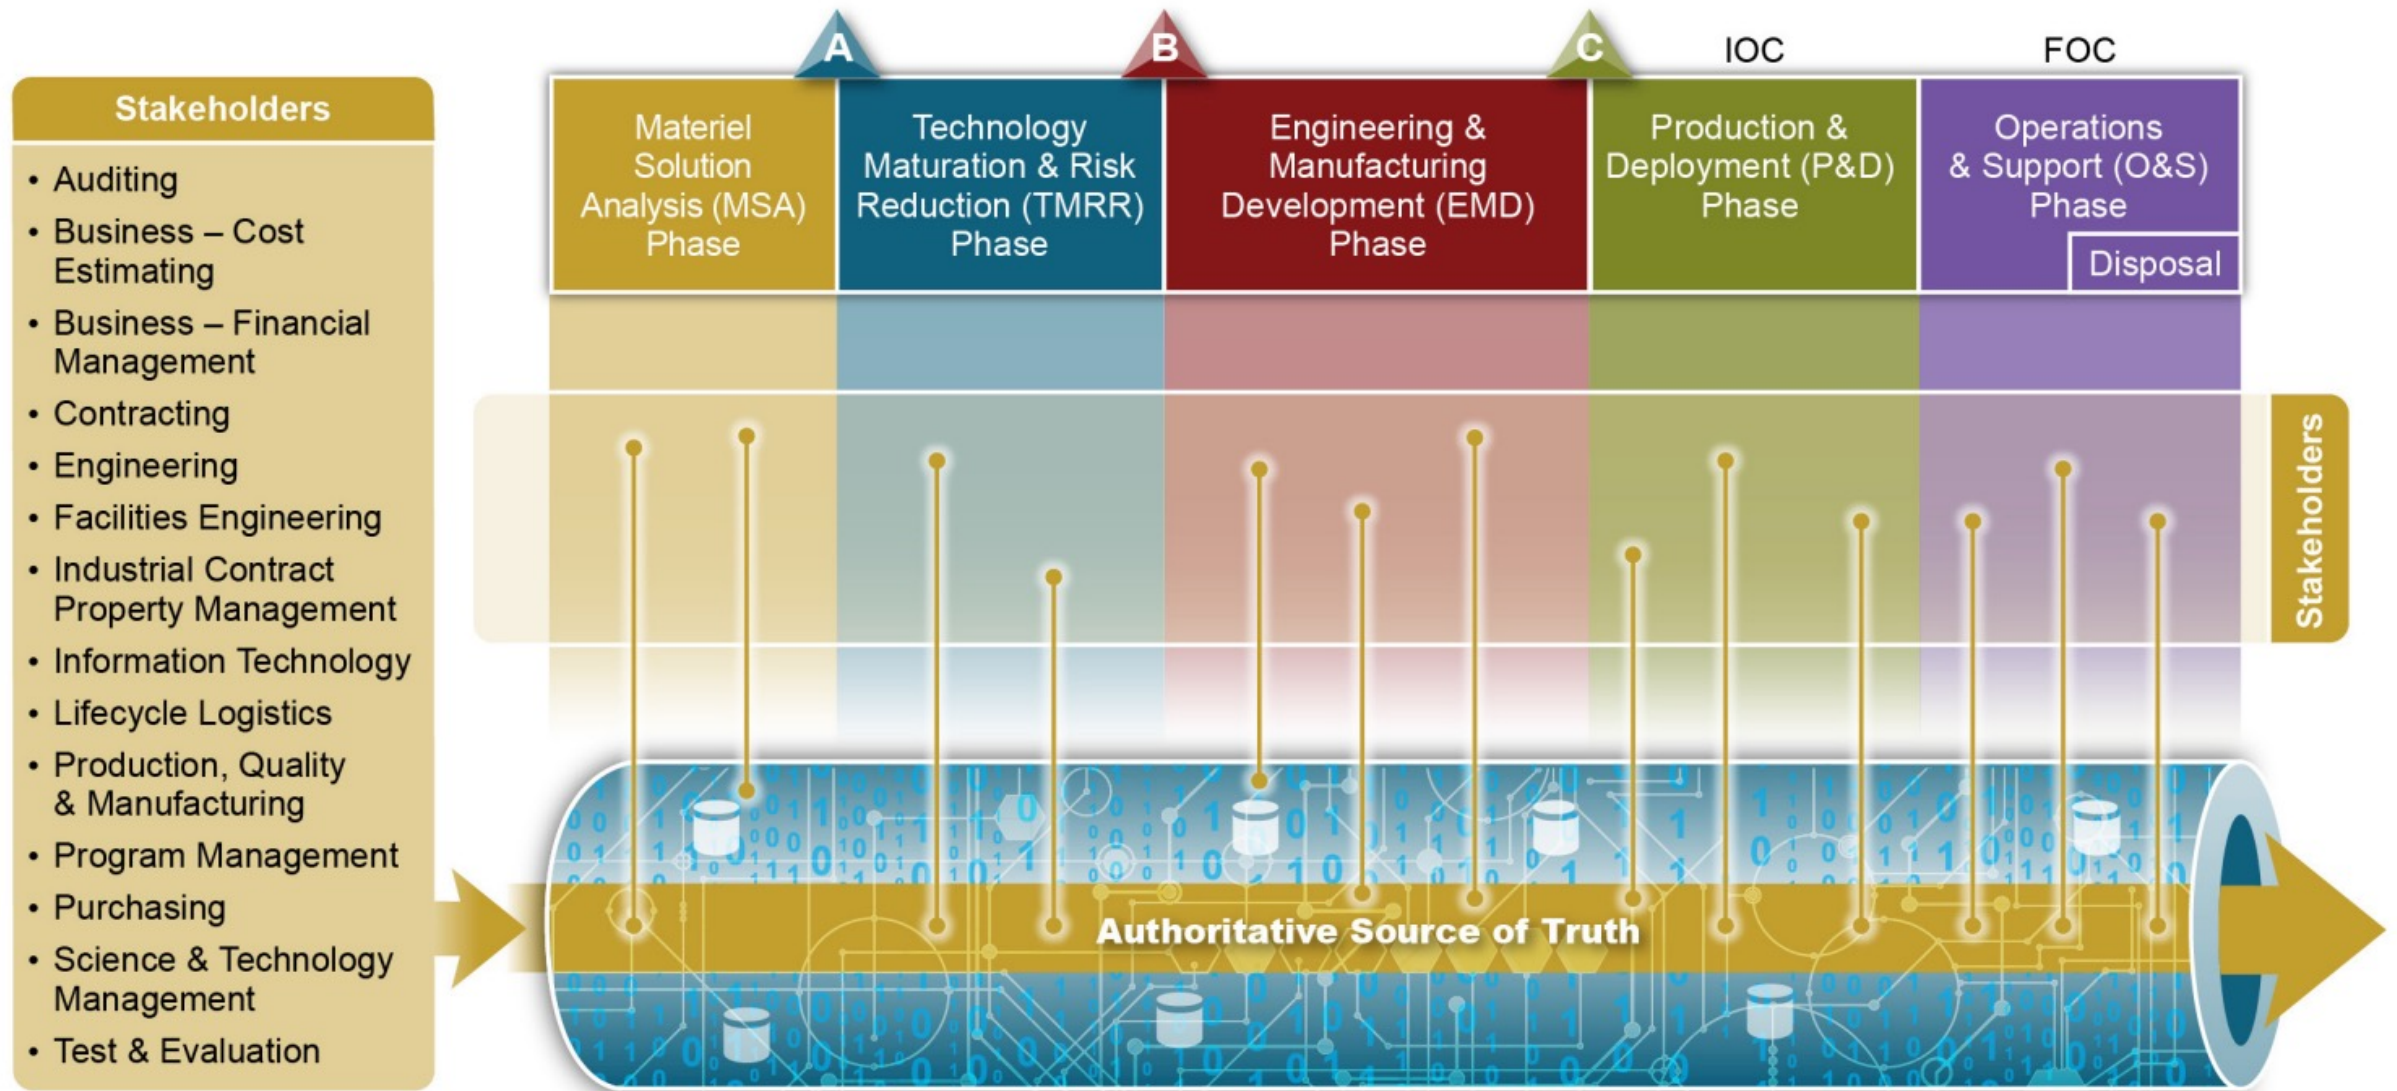 A
B
C
IOC
FOC
Stakeholders
• Auditing
• Business – Cost
Estimating
• Business – Financial
Management
• Contracting
• Engineering
• Facilities Engineering
• Industrial Contract
Property Management
• Information Technology
• Lifecycle Logistics
• Production, Quality
& Manufacturing
• Program Management
• Purchasing
• Science & Technology
Management
• Test & Evaluation
Materiel
Solution
Analysis (MSA)
Phase
Technology
Maturation & Risk
Reduction (TMRR)
Phase
Engineering &
Manufacturing
Development (EMD)
Phase
Production &
Deployment (P&D)
Phase
Operations
& Support (O&S)
Phase
Disposal
Stakeholders
Authoritative Source of Truth